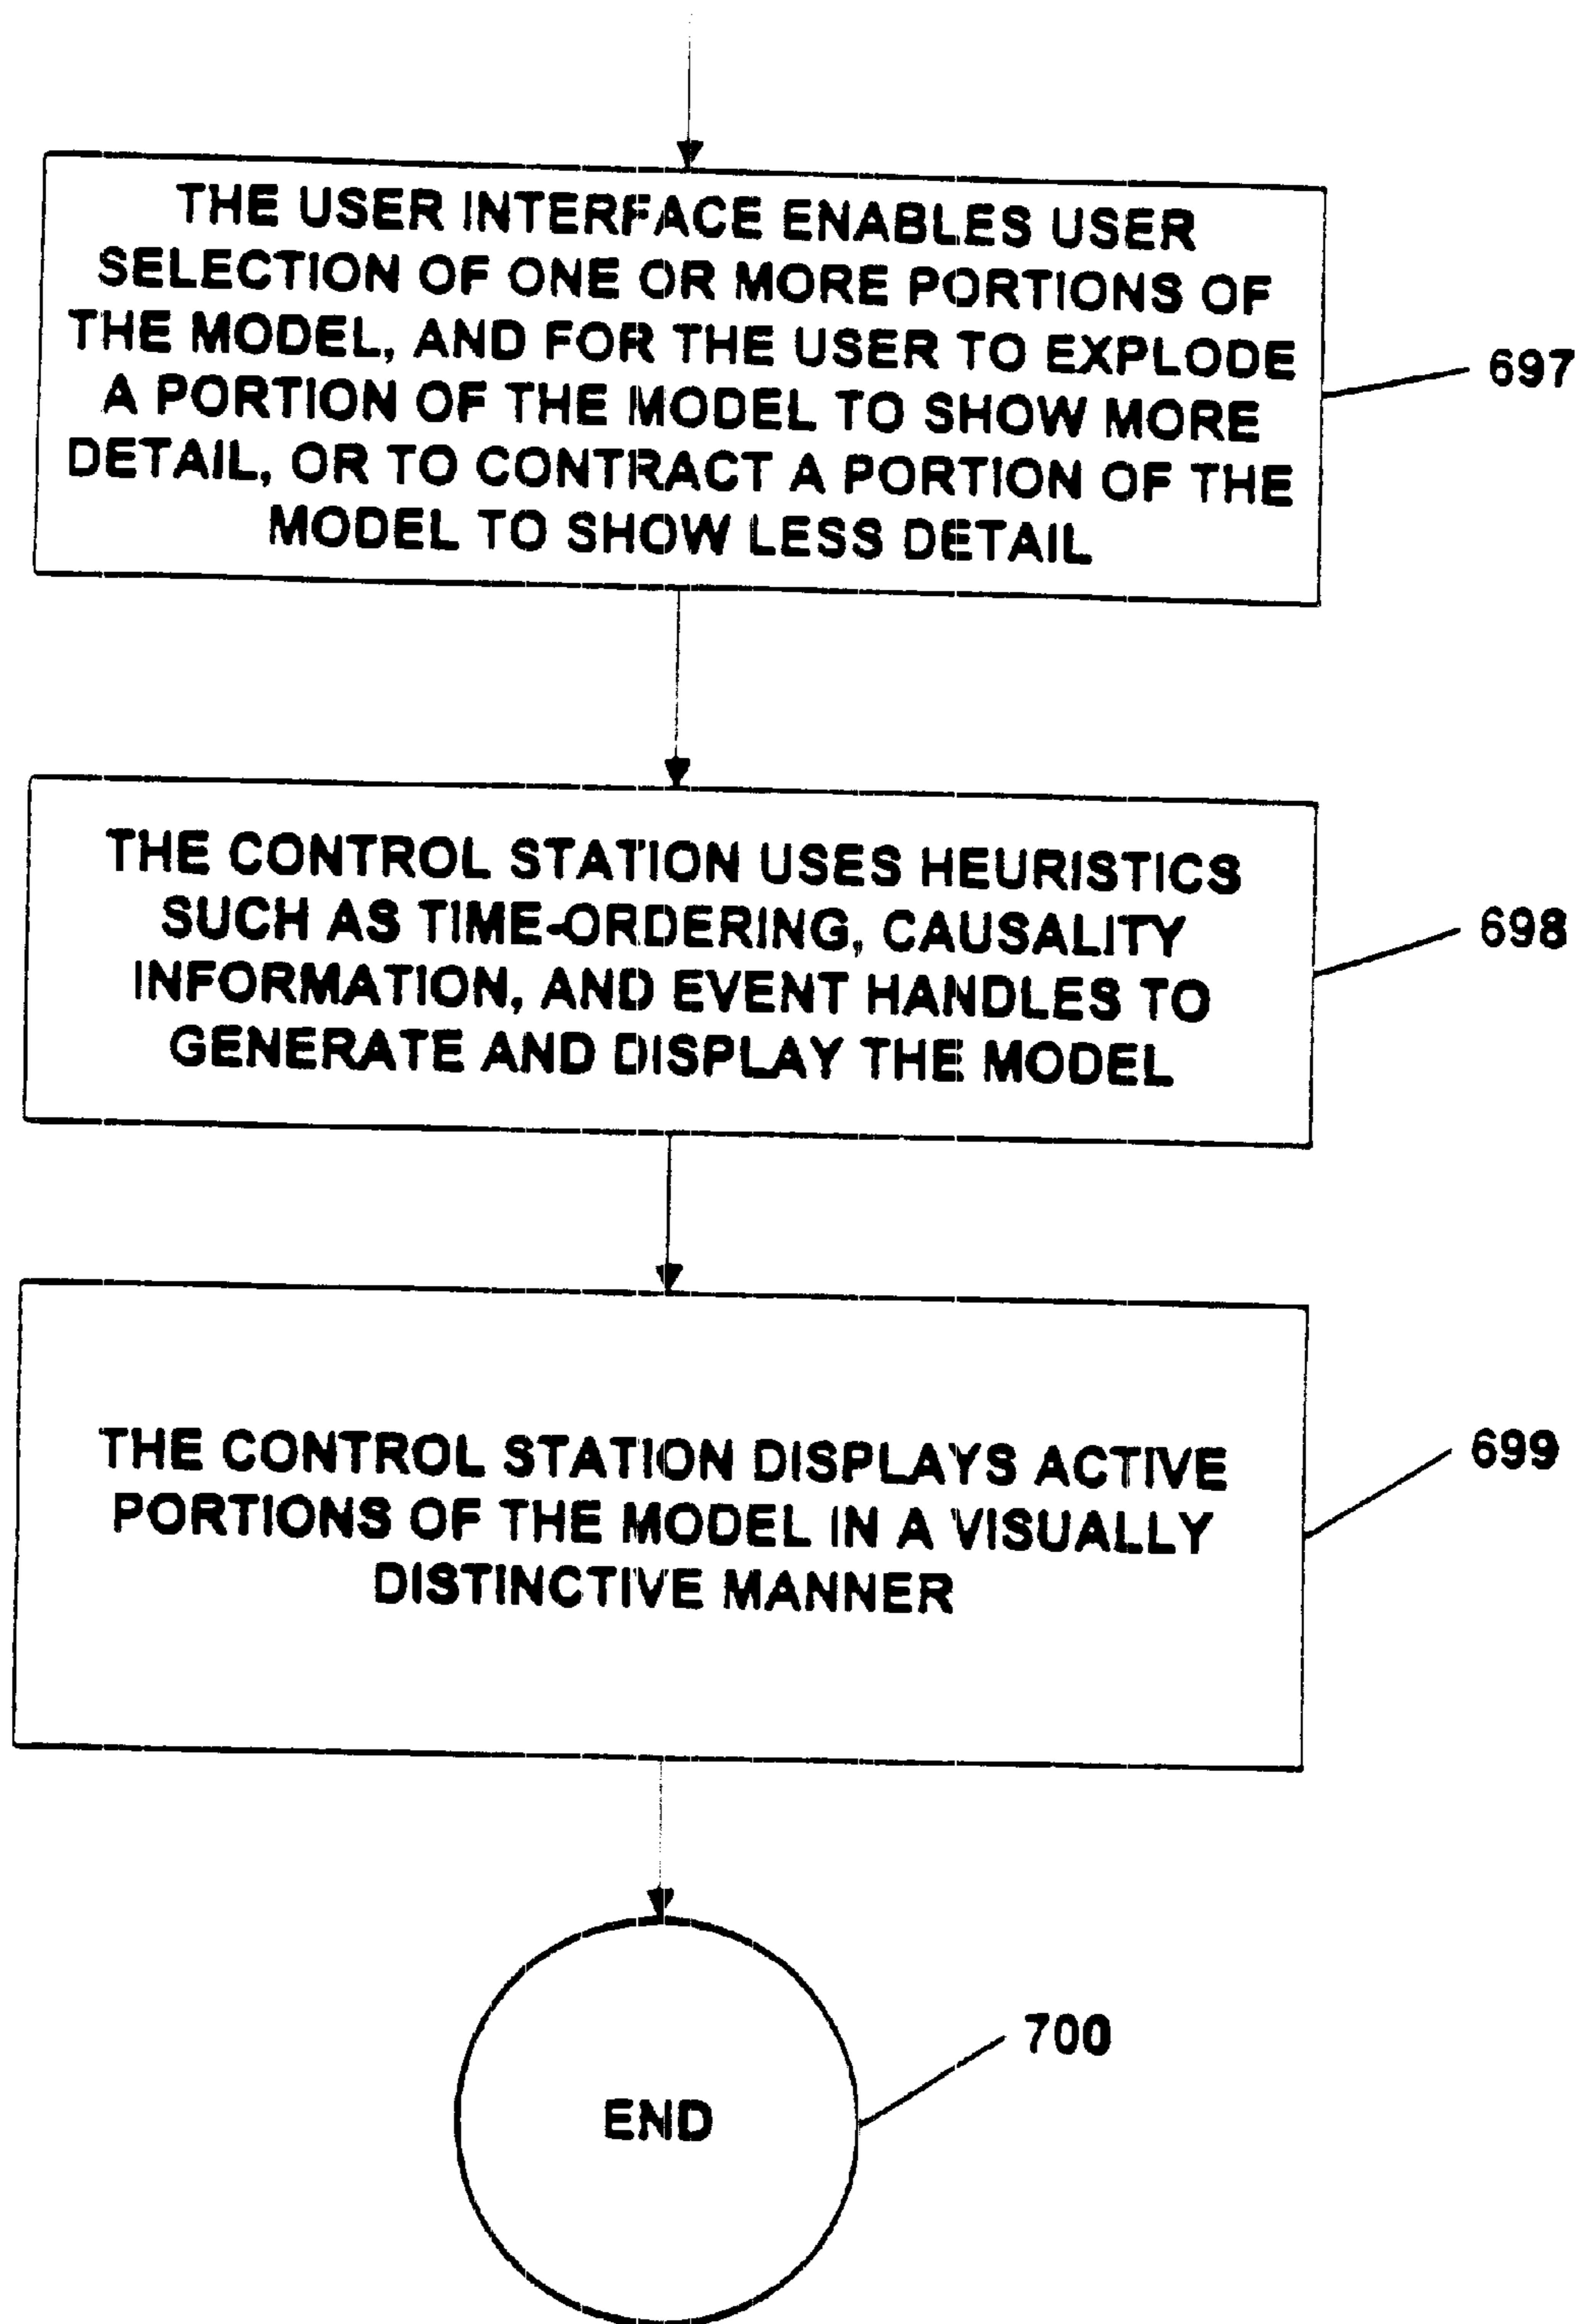 THE USER INTERFACE ENABLES USER
SELECTION OF ONE OR MORE PORTIONS OF
THE MODEL, AND FOR THE USER TO EXPLODE
A PORTION OF THE MODEL TO SHOW MORE
DETAIL, OR TO CONTRACT A PORTION OF THE
MODEL TO SHOW LESS DETAIL
697
THE CONTROL STATION USES HEURISTICS
SUCH AS TIME-ORDERING, CAUSALITY
INFORMATION, AND EVENT HANDLES TO
GENERATE AND DISPLAY THE MODEL
698
THE CONTROL STATION DISPLAYS ACTIVE
PORTIONS OF THE MODEL IN A VISUALLY
DISTINCTIVE MANNER
699
END
700